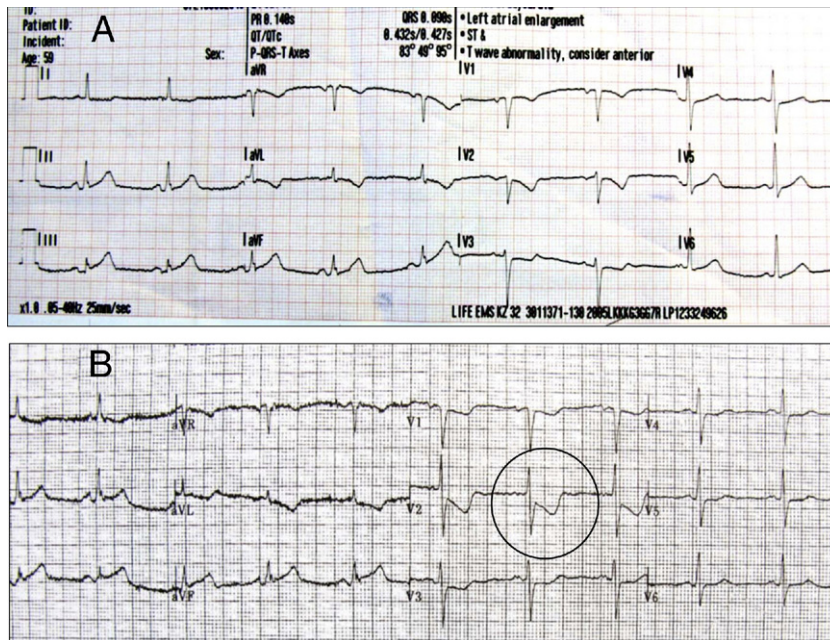 A
Patient ID:
Incident:
Age: 59
Sex:
PR 0.140s QRS 0.090s
QT/QTc 0.432s/0.427s
P-QRS-T Axes 83° 49° 95°
• Left atrial enlargement
• ST &
• T wave abnormality, consider anterior
II aVR V1 V4
III aVL V2 V5
III aVF V3 V6
x1.0 .05-40Hz 25mm/sec
LIFE EMS KZ 32 3011371-130
B
aVR V1 V4
aVL V2 V5
aVF V3 V6